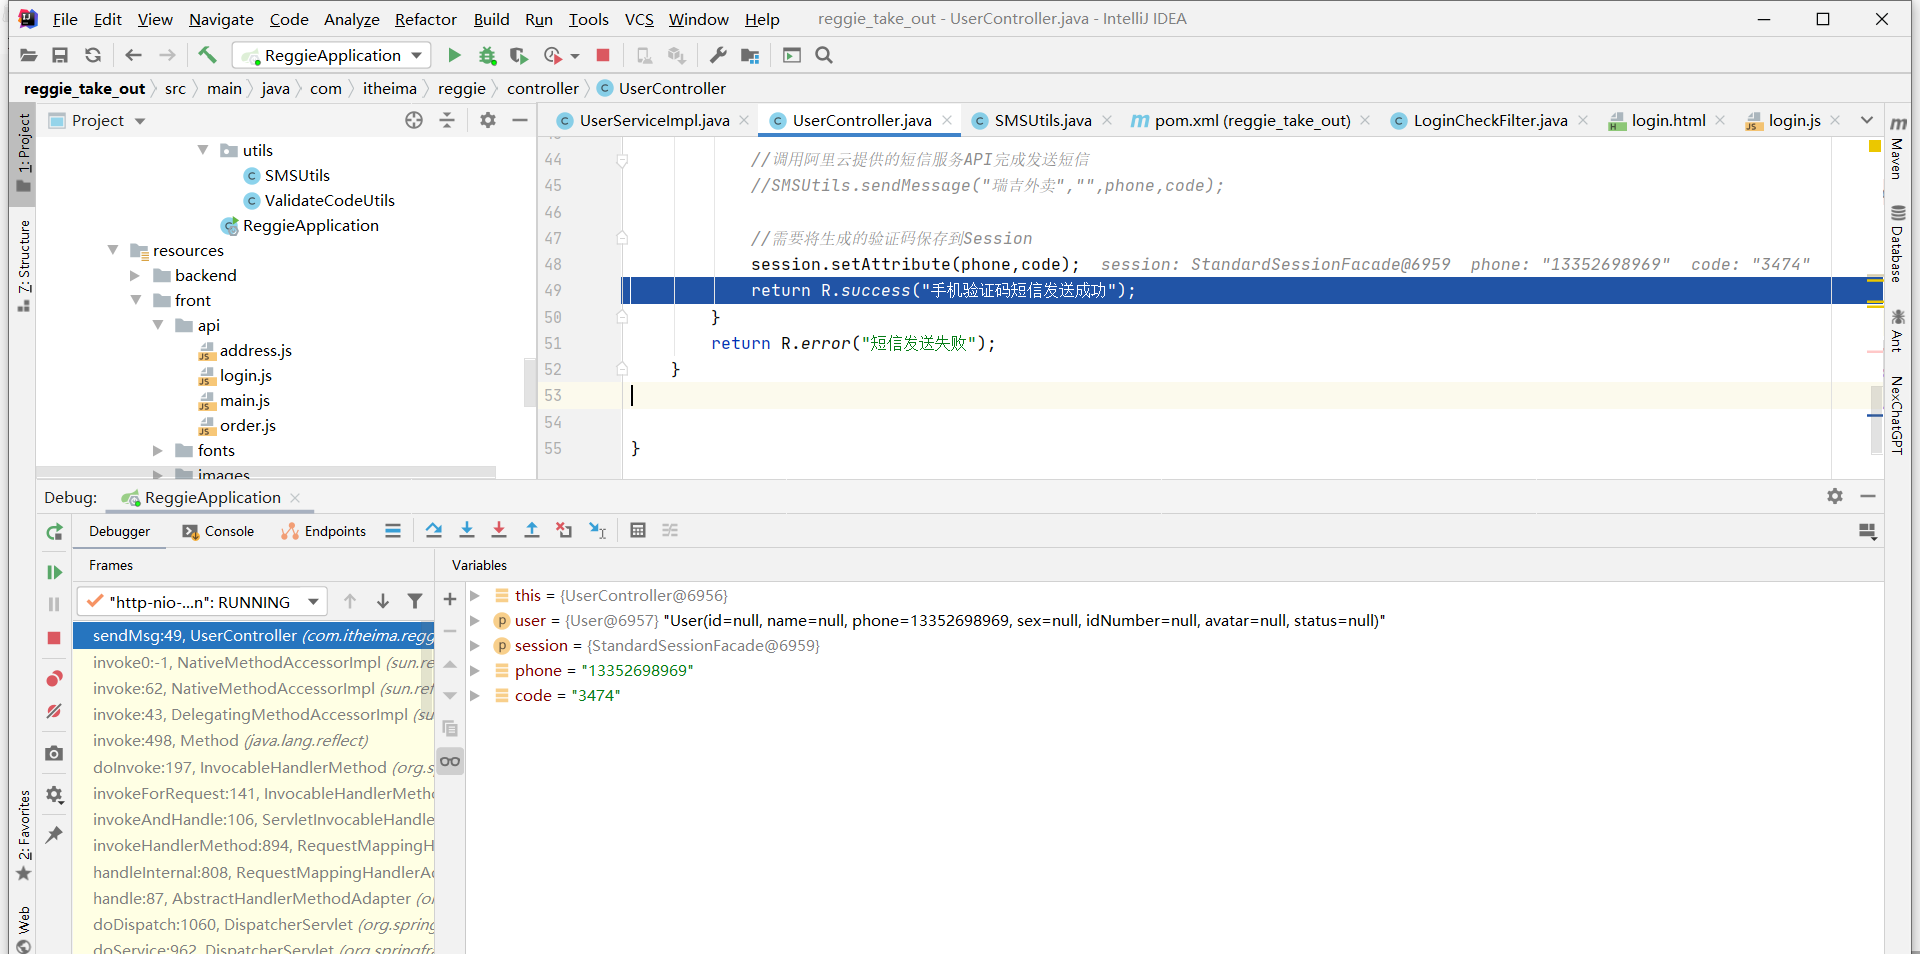 File Edit View Navigate Code Analyze Refactor Build Run Tools VCS Window Help reggie_take_out - UserController.java - IntelliJ IDEA
ReggieApplication
reggie_take_out src main java com itheima reggie controller UserController
Project
UserServiceImpl.java UserController.java SMSUtils.java pom.xml (reggie_take_out) LoginCheckFilter.java login.html login.js
1: Project
7: Structure
2: Favorites
Web
utils
SMSUtils
ValidateCodeUtils
ReggieApplication
resources
backend
front
api
address.js
login.js
main.js
order.js
fonts
images
44 //调用阿里云提供的短信服务API完成发送短信
45 //SMSUtils.sendMessage("瑞吉外卖","",phone,code);
46
47 //需要将生成的验证码保存到Session
48 session.setAttribute(phone,code); session: StandardSessionFacade@6959 phone: "13352698969" code: "3474"
49 return R.success("手机验证码短信发送成功");
50 }
51 return R.error("短信发送失败");
52 }
53
54
55 }
Maven
Database
Ant
NexChatGPT
Debug: ReggieApplication
Debugger Console Endpoints
Frames
Variables
"http-nio-...n": RUNNING
sendMsg:49, UserController (com.itheima.regg
invoke0:-1, NativeMethodAccessorImpl (sun.re
invoke:62, NativeMethodAccessorImpl (sun.ref
invoke:43, DelegatingMethodAccessorImpl (su
invoke:498, Method (java.lang.reflect)
doInvoke:197, InvocableHandlerMethod (org.s
invokeForRequest:141, InvocableHandlerMetho
invokeAndHandle:106, ServletInvocableHandle
invokeHandlerMethod:894, RequestMappingH
handleInternal:808, RequestMappingHandlerAd
handle:87, AbstractHandlerMethodAdapter (or
doDispatch:1060, DispatcherServlet (org.spring
doService:962, DispatcherServlet (org.springfra
this = {UserController@6956}
user = {User@6957} "User(id=null, name=null, phone=13352698969, sex=null, idNumber=null, avatar=null, status=null)"
session = {StandardSessionFacade@6959}
phone = "13352698969"
code = "3474"